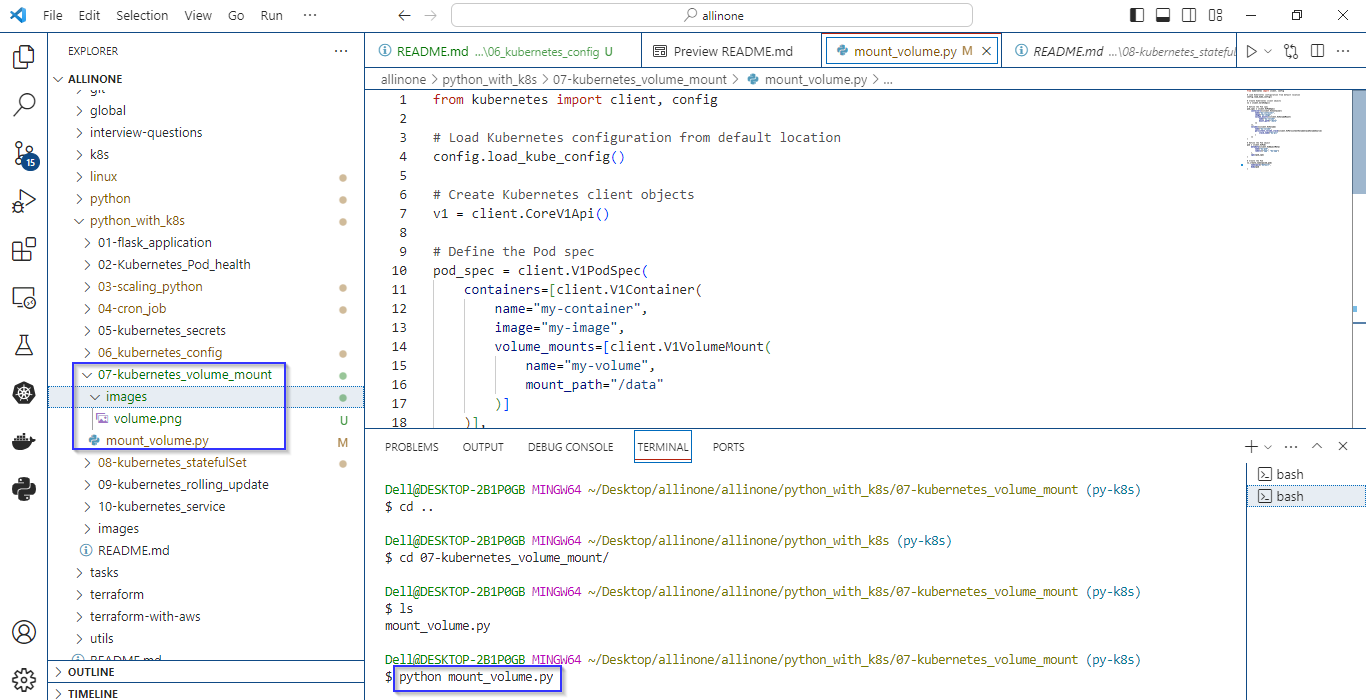 File Edit Selection View Go Run ··· allinone
EXPLORER ···
ALLINONE
git
global
interview-questions
k8s
15
linux
python
python_with_k8s
01-flask_application
02-Kubernetes_Pod_health
03-scaling_python
04-cron_job
05-kubernetes_secrets
06_kubernetes_config
07-kubernetes_volume_mount
images
volume.png U
mount_volume.py M
08-kubernetes_statefulSet
09-kubernetes_rolling_update
10-kubernetes_service
images
README.md
tasks
terraform
terraform-with-aws
utils
README.md
OUTLINE
TIMELINE
README.md ...\06_kubernetes_config U Preview README.md mount_volume.py M README.md ...\08-kubernetes_stateful ···
allinone > python_with_k8s > 07-kubernetes_volume_mount > mount_volume.py > ...
1 from kubernetes import client, config
2
3 # Load Kubernetes configuration from default location
4 config.load_kube_config()
5
6 # Create Kubernetes client objects
7 v1 = client.CoreV1Api()
8
9 # Define the Pod spec
10 pod_spec = client.V1PodSpec(
11 containers=[client.V1Container(
12 name="my-container",
13 image="my-image",
14 volume_mounts=[client.V1VolumeMount(
15 name="my-volume",
16 mount_path="/data"
17 )]
18 )],
PROBLEMS OUTPUT DEBUG CONSOLE TERMINAL PORTS ···
bash
bash
Dell@DESKTOP-2B1P0GB MINGW64 ~/Desktop/allinone/allinone/python_with_k8s/07-kubernetes_volume_mount (py-k8s)
$ cd ..
Dell@DESKTOP-2B1P0GB MINGW64 ~/Desktop/allinone/allinone/python_with_k8s (py-k8s)
$ cd 07-kubernetes_volume_mount/
Dell@DESKTOP-2B1P0GB MINGW64 ~/Desktop/allinone/allinone/python_with_k8s/07-kubernetes_volume_mount (py-k8s)
$ ls
mount_volume.py
Dell@DESKTOP-2B1P0GB MINGW64 ~/Desktop/allinone/allinone/python_with_k8s/07-kubernetes_volume_mount (py-k8s)
$ python mount_volume.py